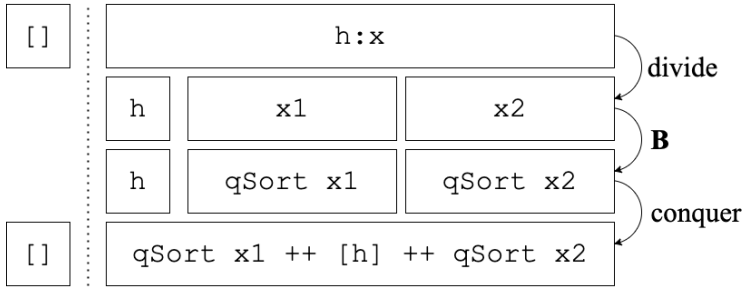 [] h:x
divide
h x1 x2
B
h qSort x1 qSort x2
conquer
[] qSort x1 ++ [h] ++ qSort x2